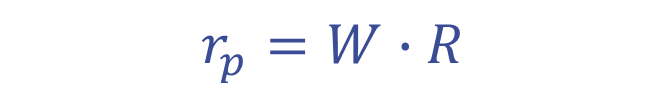 r_p = W · R